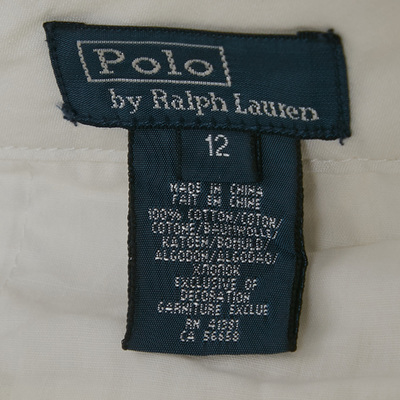 Polo
by Ralph Lauren
12
MADE IN CHINA
FAIT EN CHINE
100% COTTON/COTON/
COTONE/BAUMWOLLE/
KATOEN/BOMULD/
ALGODON/ALGODAO/
ХЛОПОК
EXCLUSIVE OF
DECORATION
GARNITURE EXCLUE
RN 41381
CA 56658